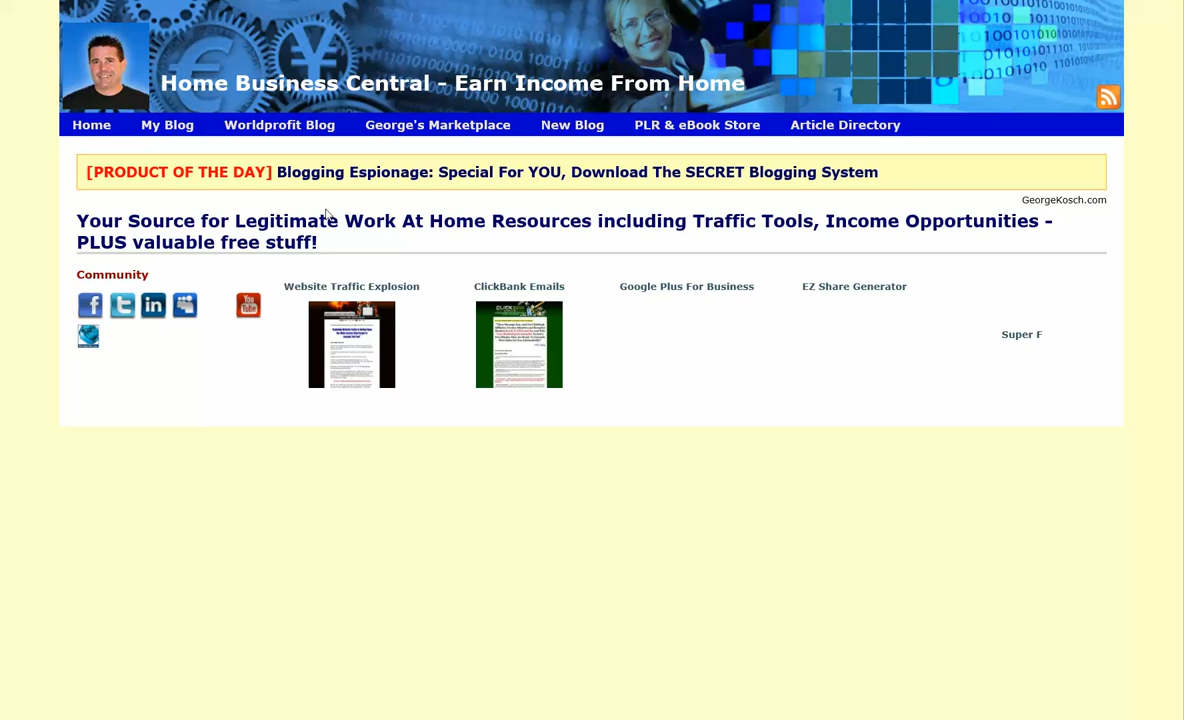 Home Business Central - Earn Income From Home
Home My Blog Worldprofit Blog George's Marketplace New Blog PLR & eBook Store Article Directory
[PRODUCT OF THE DAY] Blogging Espionage: Special For YOU, Download The SECRET Blogging System
GeorgeKosch.com
Your Source for Legitimate Work At Home Resources including Traffic Tools, Income Opportunities -
PLUS valuable free stuff!
Community
Website Traffic Explosion
ClickBank Emails
Google Plus For Business
EZ Share Generator
Super F
You
Tube